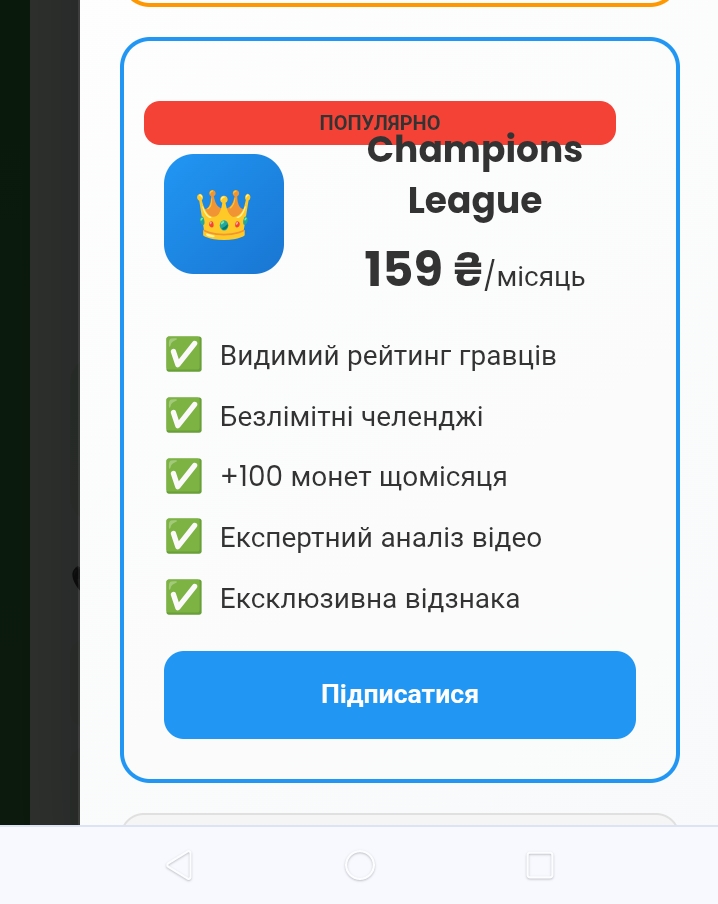 ПОПУЛЯРНО
Champions
League
159 ₴/місяць
Видимий рейтинг гравців
Безлімітні челенджі
+100 монет щомісяця
Експертний аналіз відео
Ексклюзивна відзнака
Підписатися